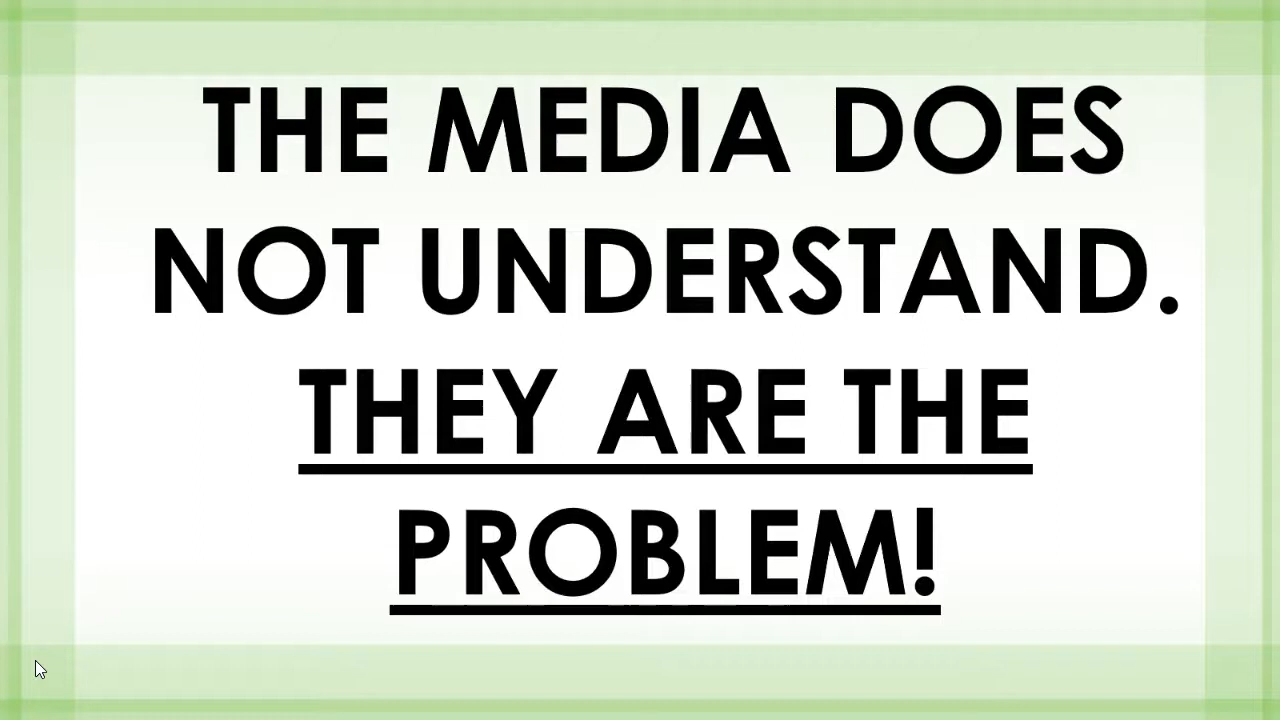 THE MEDIA DOES
NOT UNDERSTAND.
THEY ARE THE
PROBLEM!